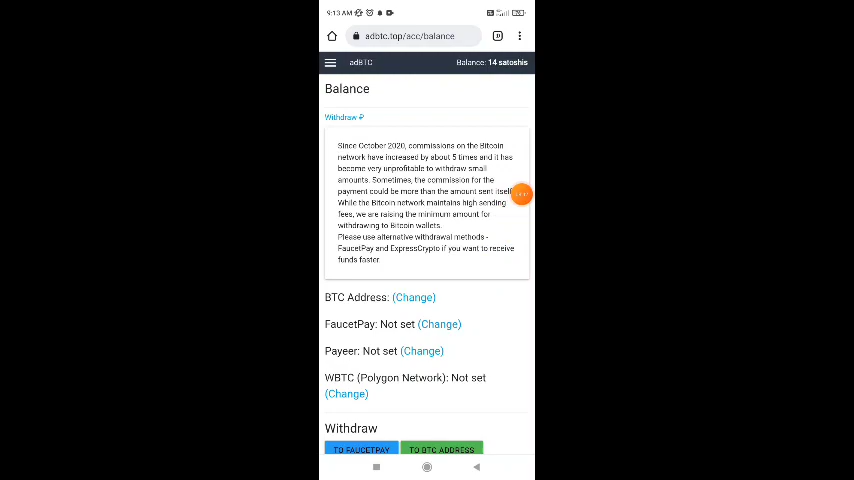 9:13 AM
adbtc.top/acc/balance
adBTC Balance: 14 satoshis
Balance
Withdraw ₽
Since October 2020, commissions on the Bitcoin
network have increased by about 5 times and it has
become very unprofitable to withdraw small
amounts. Sometimes, the commission for the
payment could be more than the amount sent itself.
While the Bitcoin network maintains high sending
fees, we are raising the minimum amount for
withdrawing to Bitcoin wallets.
Please use alternative withdrawal methods -
FaucetPay and ExpressCrypto if you want to receive
funds faster.
BTC Address: (Change)
FaucetPay: Not set (Change)
Payeer: Not set (Change)
WBTC (Polygon Network): Not set
(Change)
Withdraw
TO FAUCETPAY TO BTC ADDRESS